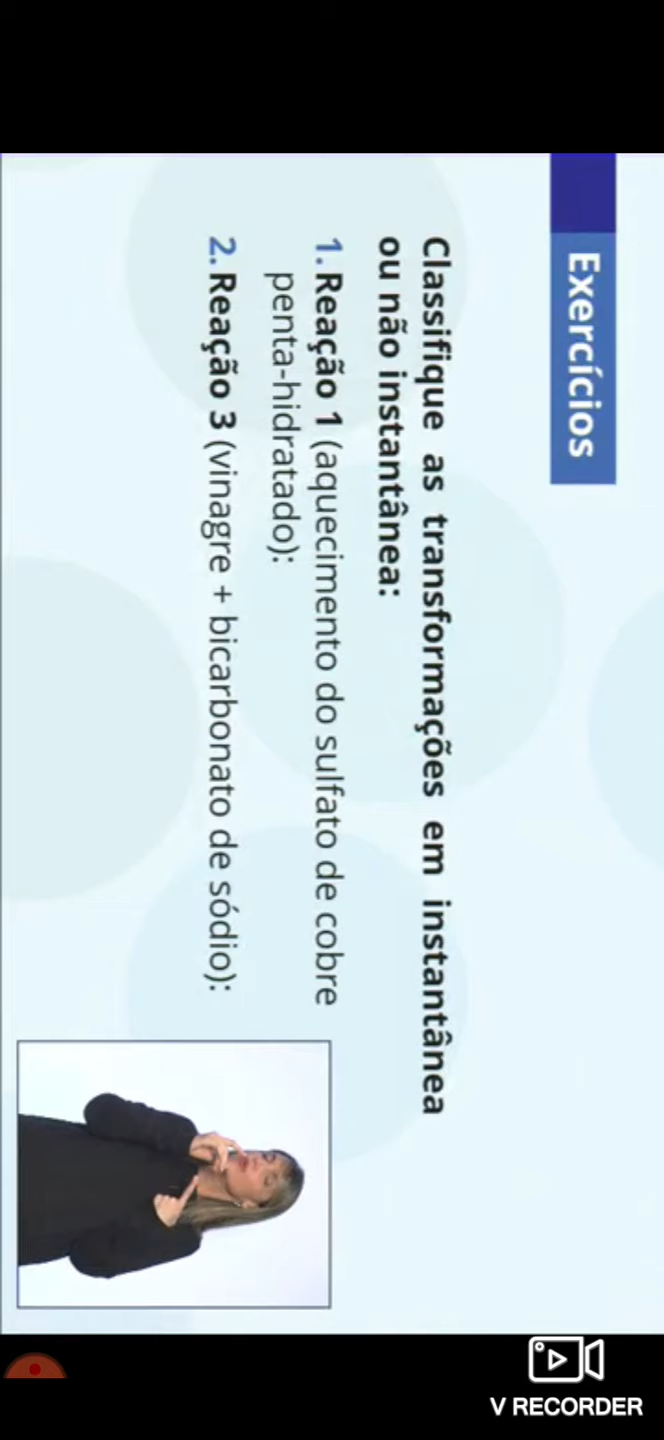 Exercícios
Classifique as transformações em instantânea
ou não instantânea:
1. Reação 1 (aquecimento do sulfato de cobre
penta-hidratado):
2. Reação 3 (vinagre + bicarbonato de sódio):
V RECORDER